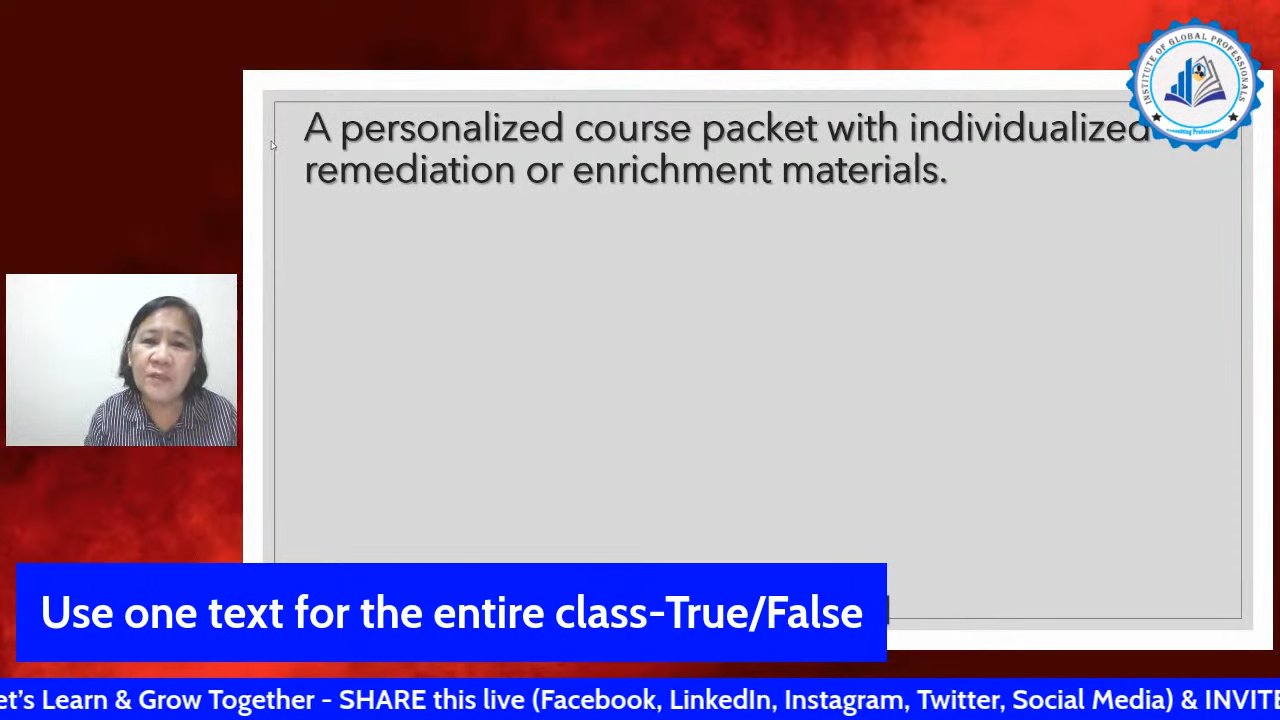 A personalized course packet with individualized
remediation or enrichment materials.
INSTITUTE OF GLOBAL PROFESSIONALS
Use one text for the entire class-True/False
et's Learn & Grow Together - SHARE this live (Facebook, LinkedIn, Instagram, Twitter, Social Media) & INVITE